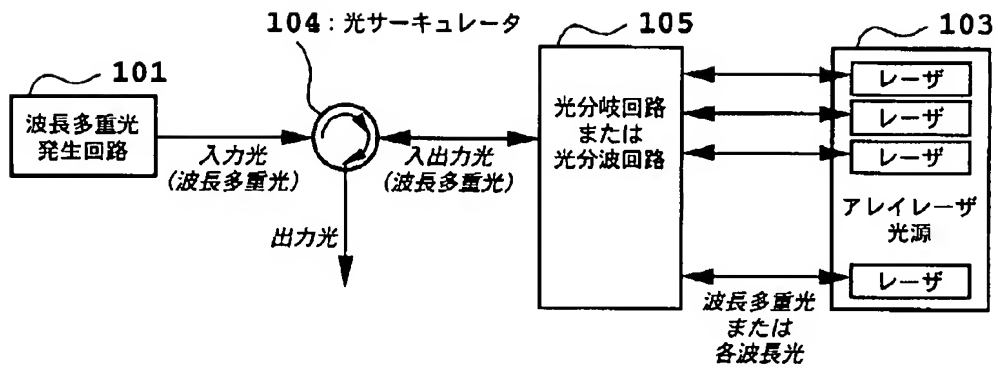 104：光サーキュレータ
105
103
101
波長多重光
発生回路
入力光
(波長多重光)
入出力光
(波長多重光)
出力光
光分岐回路
または
光分波回路
レーザ
レーザ
レーザ
アレイレーザ
光源
レーザ
波長多重光
または
各波長光